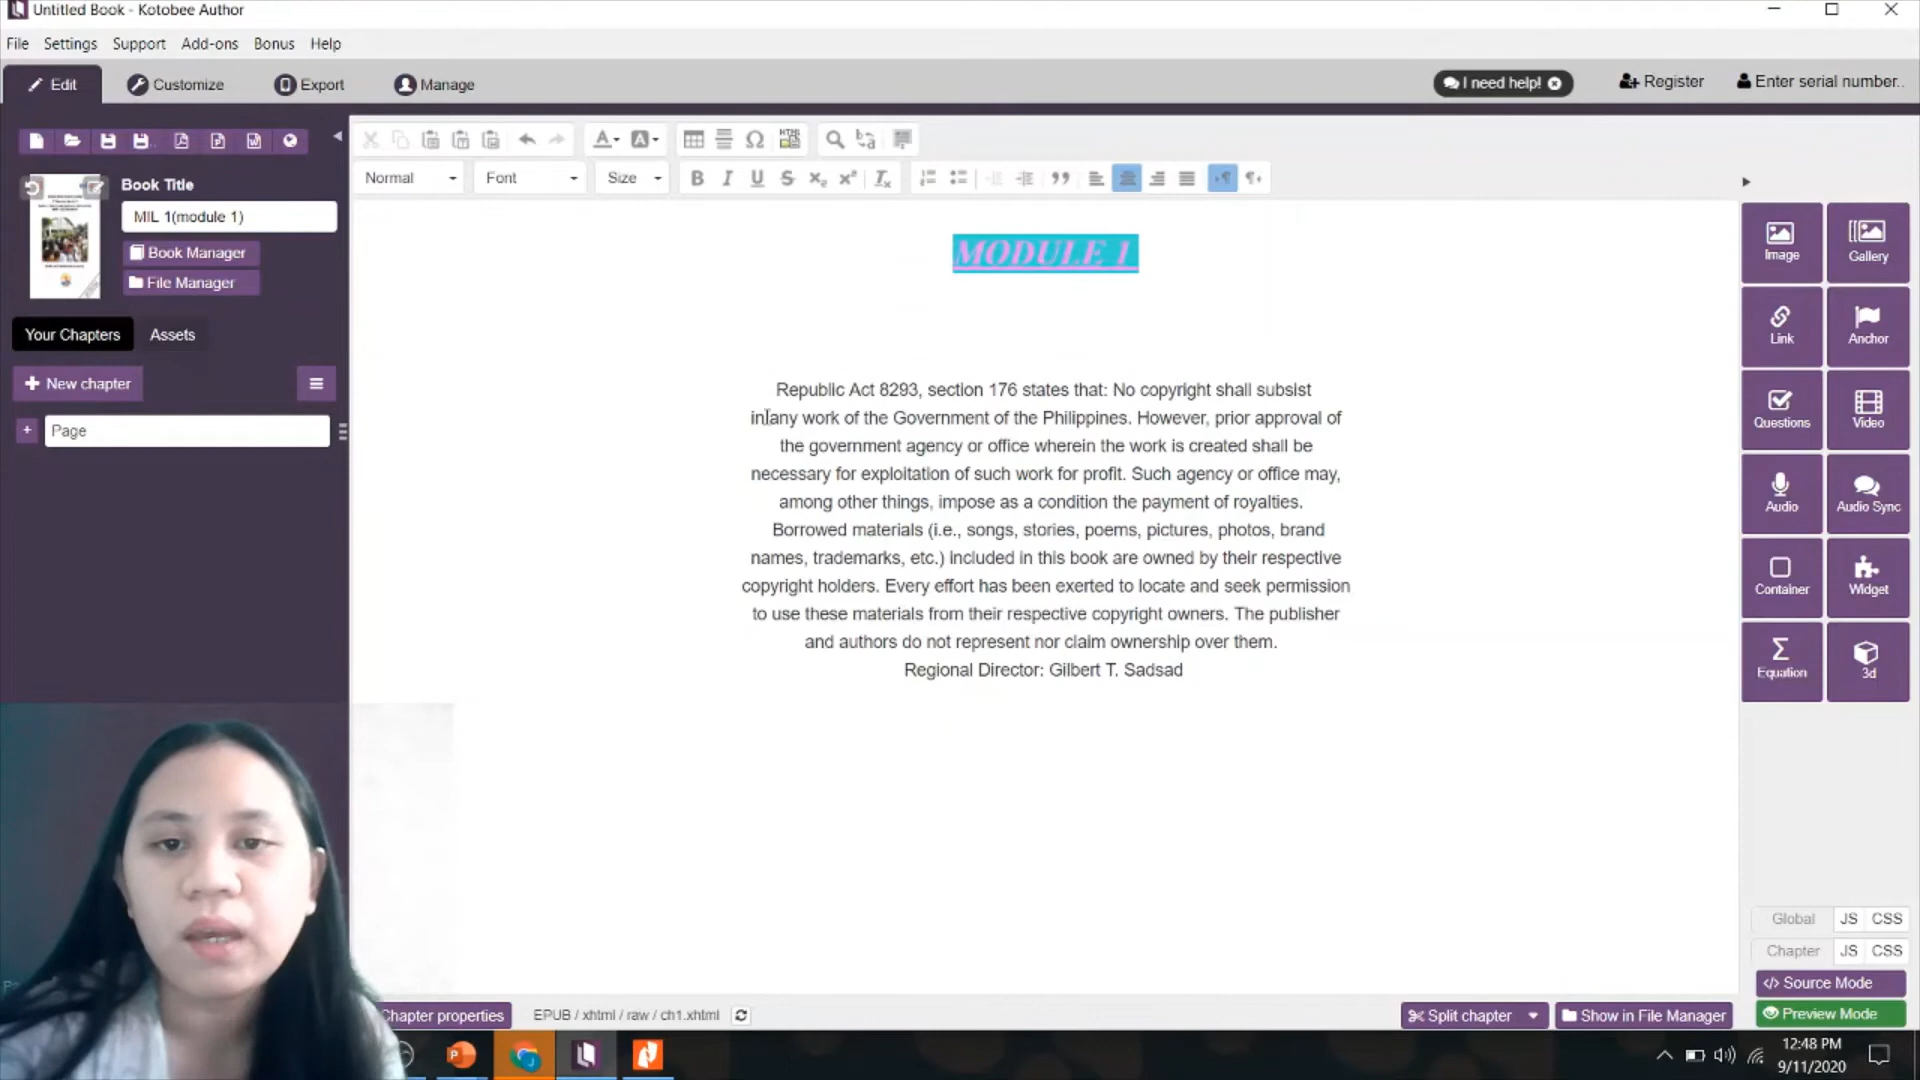 Untitled Book - Kotobee Author
File Settings Support Add-ons Bonus Help
Edit Customize Export Manage I need help! Register Enter serial number..
Book Title
MIL 1(module 1)
Book Manager
File Manager
Your Chapters Assets
New chapter
Page
Normal Font Size
MODULE 1
Republic Act 8293, section 176 states that: No copyright shall subsist
in any work of the Government of the Philippines. However, prior approval of
the government agency or office wherein the work is created shall be
necessary for exploitation of such work for profit. Such agency or office may,
among other things, impose as a condition the payment of royalties.
Borrowed materials (i.e., songs, stories, poems, pictures, photos, brand
names, trademarks, etc.) included in this book are owned by their respective
copyright holders. Every effort has been exerted to locate and seek permission
to use these materials from their respective copyright owners. The publisher
and authors do not represent nor claim ownership over them.
Regional Director: Gilbert T. Sadsad
Image Gallery
Link Anchor
Questions Video
Audio Audio Sync
Container Widget
Equation 3d
Global JS CSS
Chapter JS CSS
Source Mode
Preview Mode
Chapter properties EPUB / xhtml / raw / ch1.xhtml Split chapter Show in File Manager
12:48 PM
9/11/2020